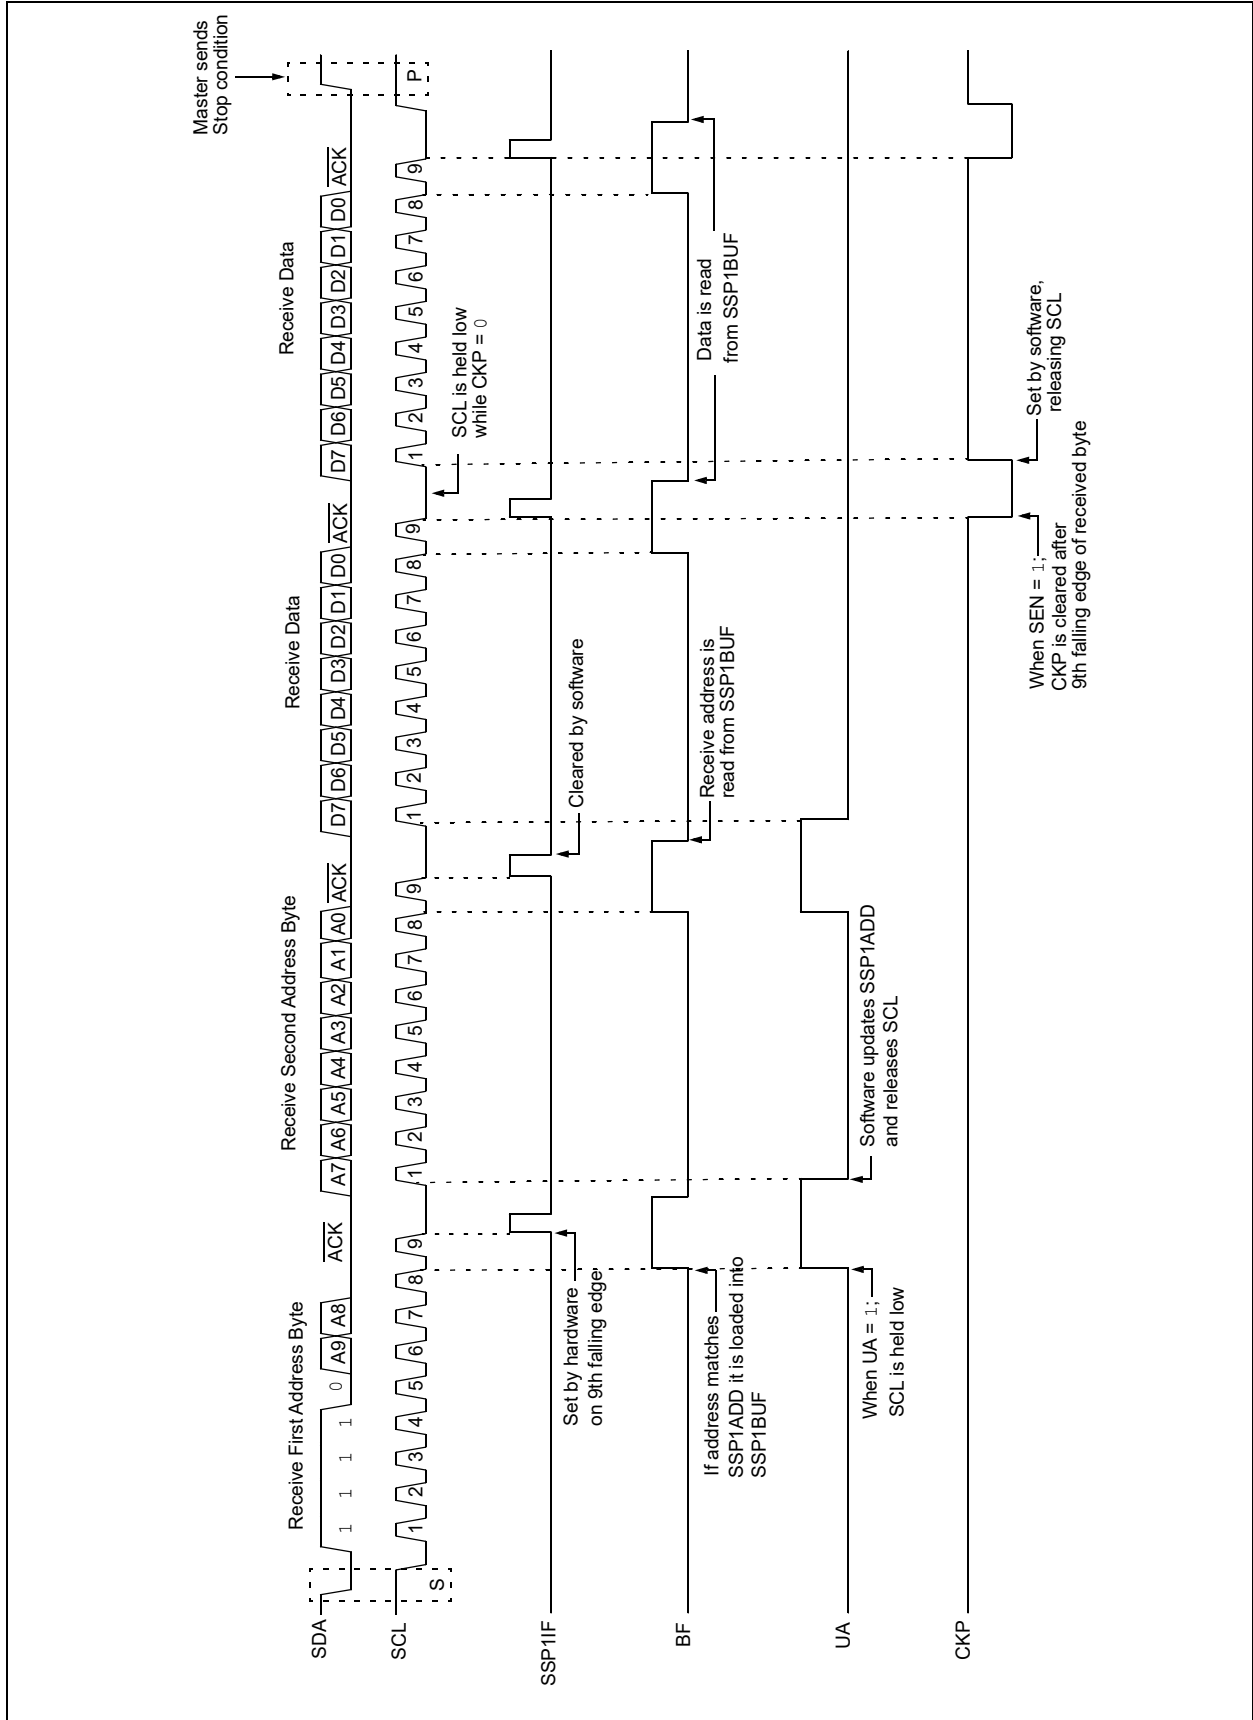 Master sends
Stop condition
Receive First Address Byte
Receive Second Address Byte
Receive Data
Receive Data
SDA
1 1 1 1 0 A9 A8 ACK
A7 A6 A5 A4 A3 A2 A1 A0 ACK
D7 D6 D5 D4 D3 D2 D1 D0 ACK
D7 D6 D5 D4 D3 D2 D1 D0 ACK
SCL
S
1 2 3 4 5 6 7 8 9
1 2 3 4 5 6 7 8 9
1 2 3 4 5 6 7 8 9
1 2 3 4 5 6 7 8 9
P
SCL is held low
while CKP = 0
SSP1IF
Set by hardware
on 9th falling edge
Cleared by software
BF
If address matches
SSP1ADD it is loaded into
SSP1BUF
Receive address is
read from SSP1BUF
Data is read
from SSP1BUF
UA
When UA = 1;
SCL is held low
Software updates SSP1ADD
and releases SCL
CKP
When SEN = 1;
CKP is cleared after
9th falling edge of received byte
Set by software,
releasing SCL